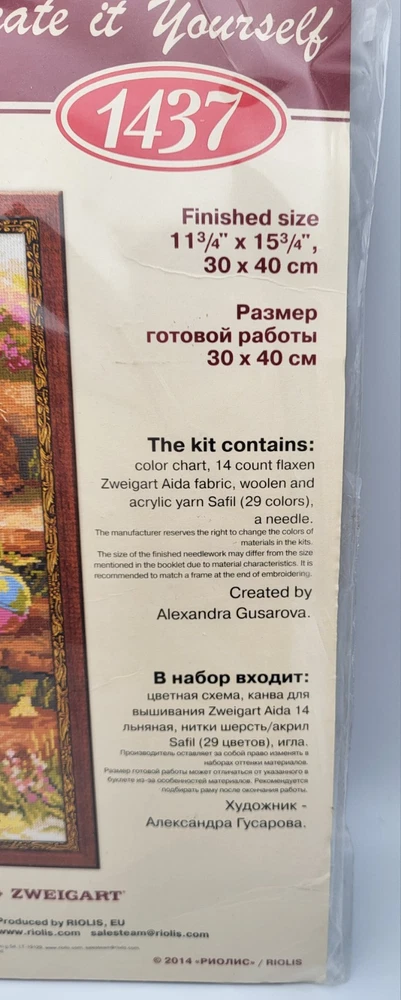 ate it Yourself
1437
Finished size
11³/₄" x 15³/₄",
30 x 40 cm
Размер
готовой работы
30 x 40 см
The kit contains:
color chart, 14 count flaxen
Zweigart Aida fabric, woolen and
acrylic yarn Safil (29 colors),
a needle.
The manufacturer reserves the right to change the colors of
materials in the kits.
The size of the finished needlework may differ from the size
mentioned in the booklet due to material characteristics. It is
recommended to match a frame at the end of embroidering.
Created by
Alexandra Gusarova.
В набор входит:
цветная схема, канва для
вышивания Zweigart Aida 14
льняная, нитки шерсть/акрил
Safil (29 цветов), игла.
Производитель оставляет за собой право изменять в
наборах оттенки материалов.
Размер готовой работы может отличаться от указанного в
буклете из-за особенностей материалов. Рекомендуется
подбирать раму после окончания работы.
Художник -
Александра Гусарова.
ZWEIGART
Produced by RIOLIS, EU
www.riolis.com salesteam@riolis.com
© 2014 «РИОЛИС» / RIOLIS